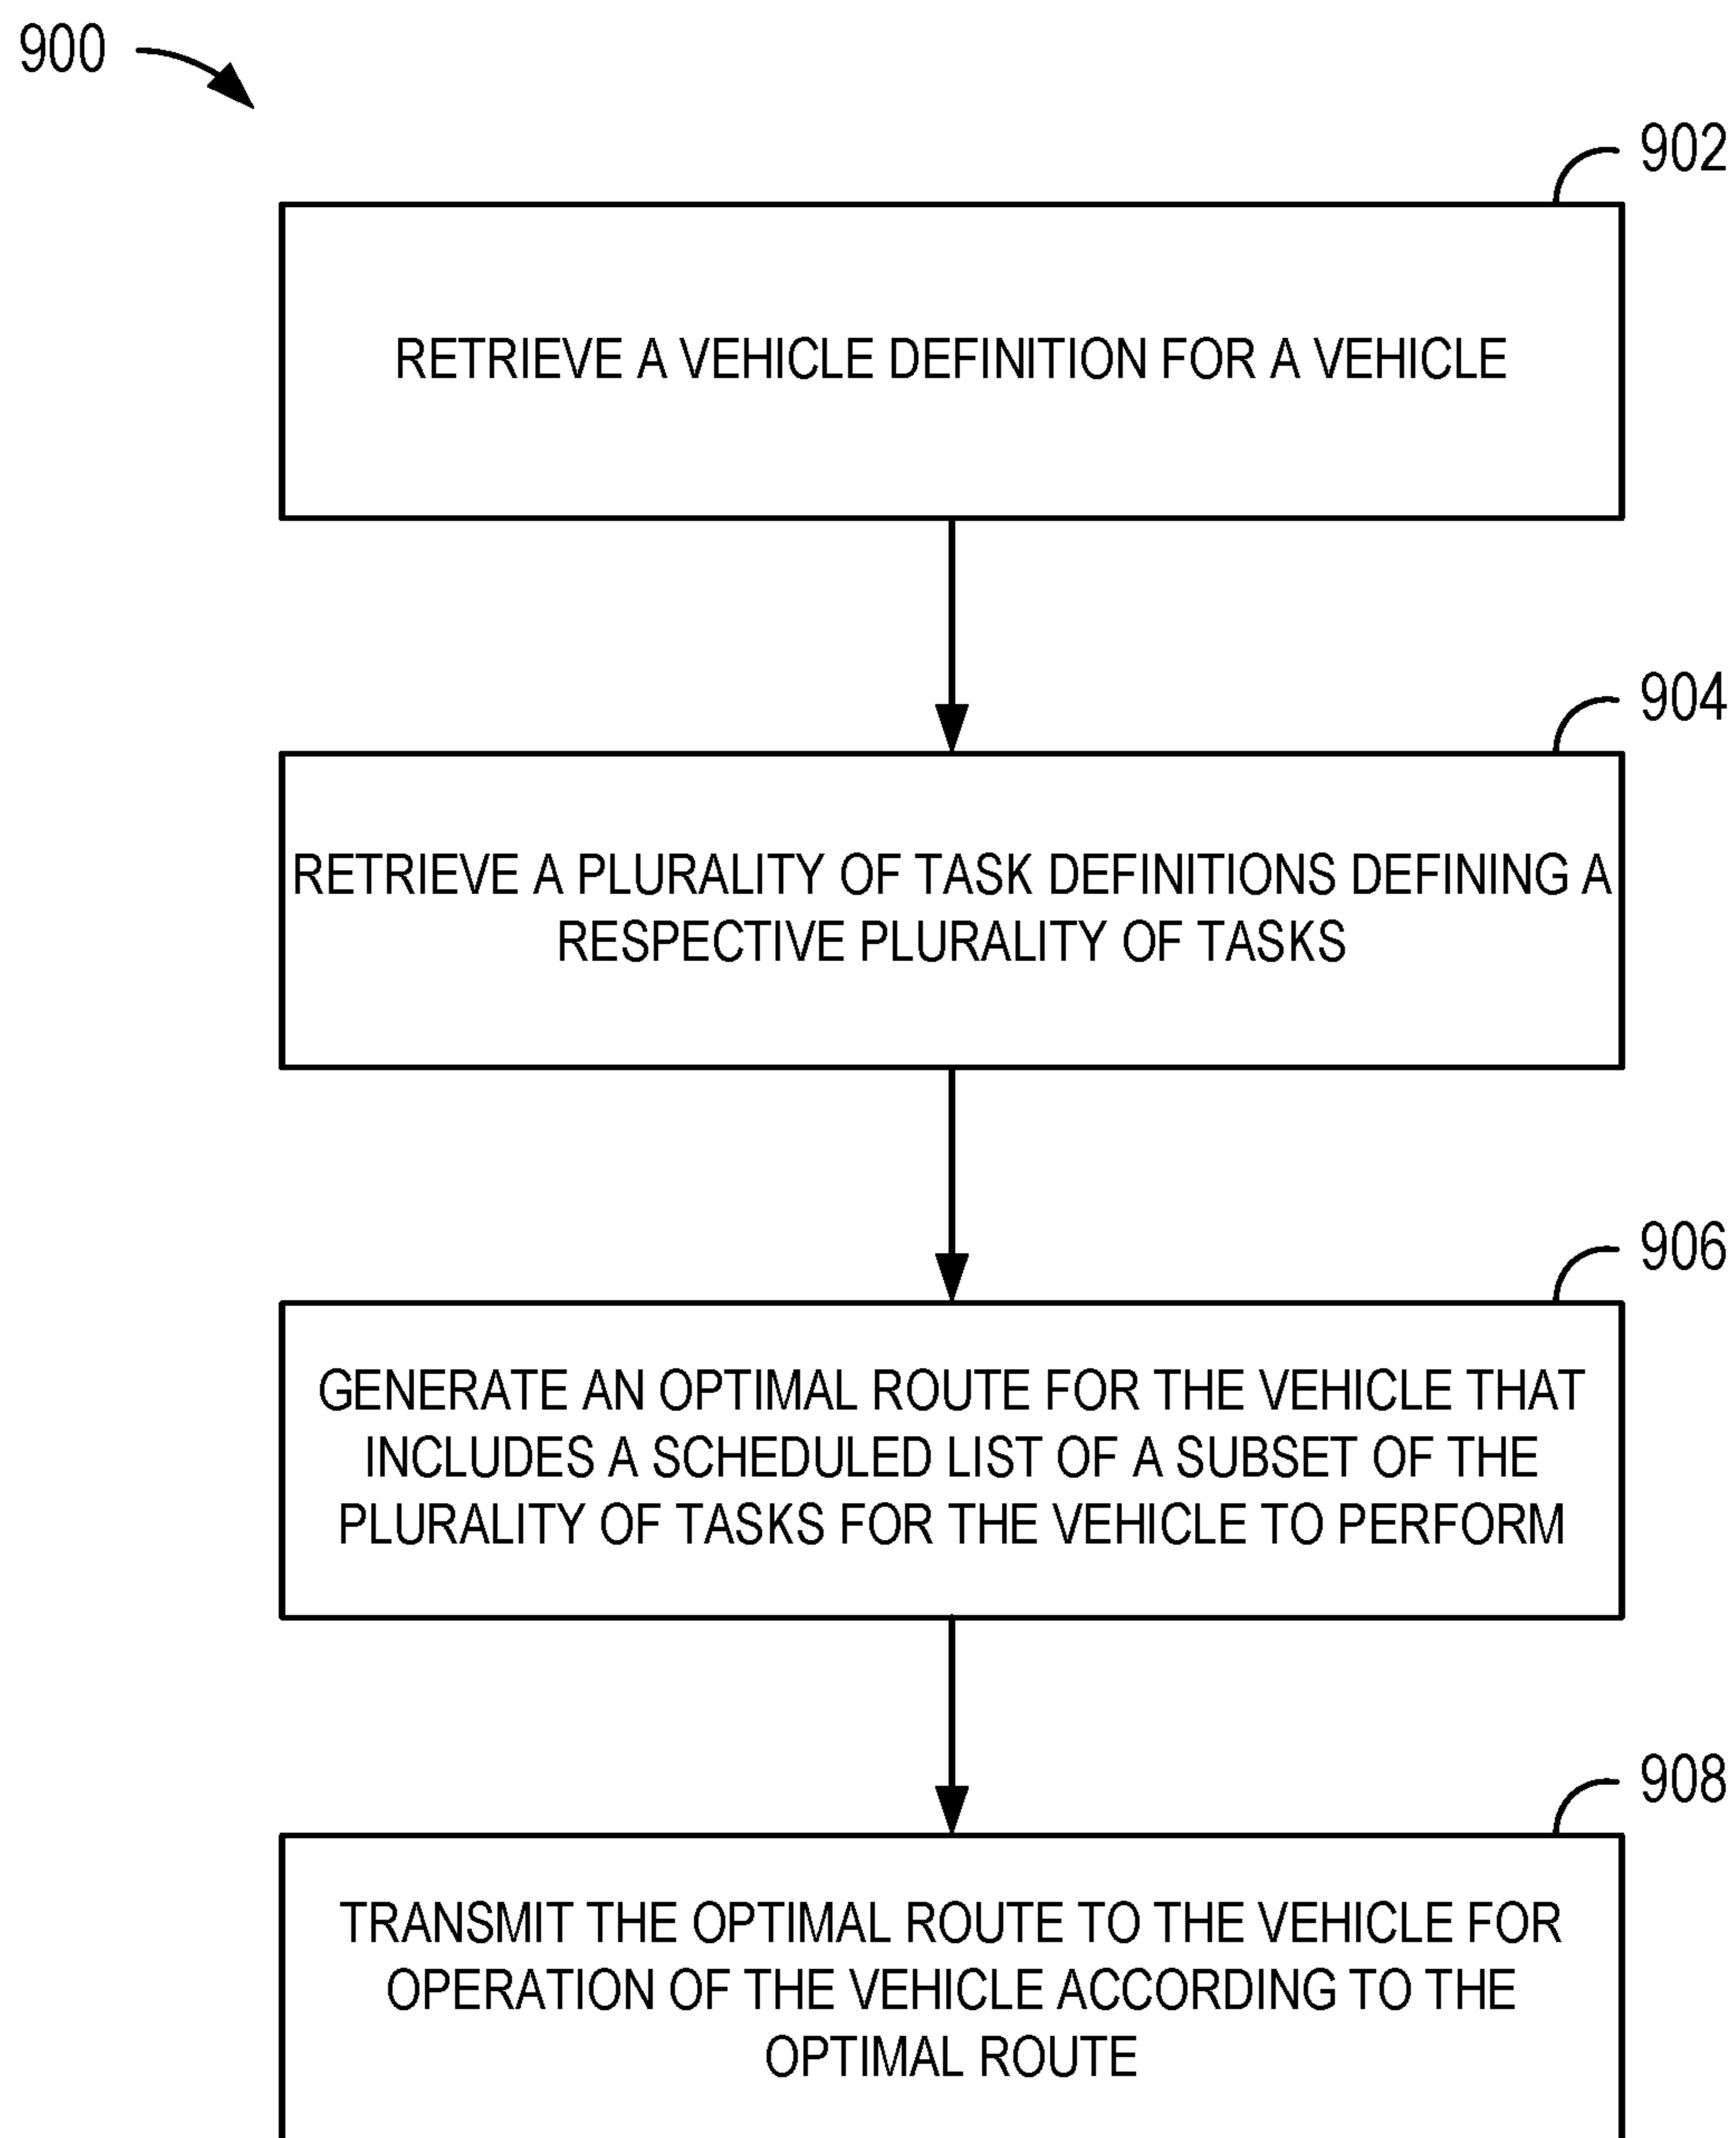 900
902
RETRIEVE A VEHICLE DEFINITION FOR A VEHICLE
904
RETRIEVE A PLURALITY OF TASK DEFINITIONS DEFINING A
RESPECTIVE PLURALITY OF TASKS
906
GENERATE AN OPTIMAL ROUTE FOR THE VEHICLE THAT
INCLUDES A SCHEDULED LIST OF A SUBSET OF THE
PLURALITY OF TASKS FOR THE VEHICLE TO PERFORM
908
TRANSMIT THE OPTIMAL ROUTE TO THE VEHICLE FOR
OPERATION OF THE VEHICLE ACCORDING TO THE
OPTIMAL ROUTE